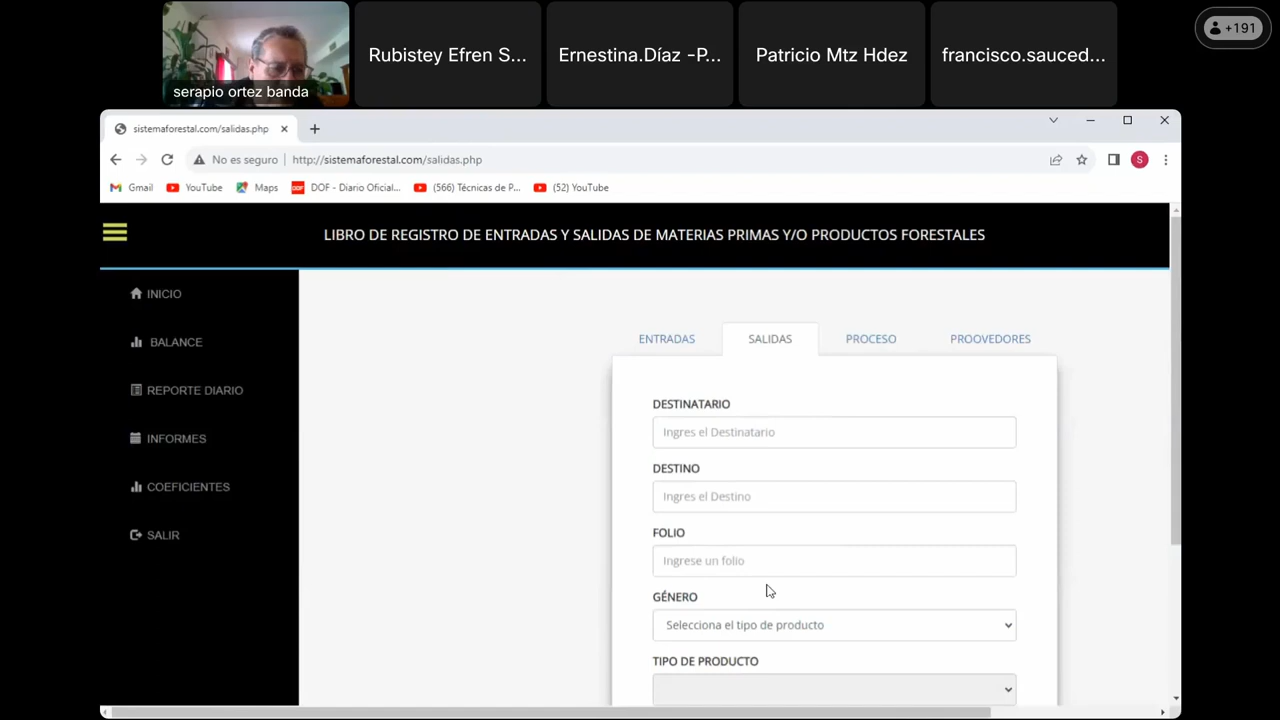 serapio ortez banda
Rubistey Efren S...
Ernestina.Díaz -P...
Patricio Mtz Hdez
francisco.sauced...
+191
sistemaforestal.com/salidas.php
No es seguro
http://sistemaforestal.com/salidas.php
S
Gmail
YouTube
Maps
DOF
DOF - Diario Oficial...
(566) Técnicas de P...
(52) YouTube
LIBRO DE REGISTRO DE ENTRADAS Y SALIDAS DE MATERIAS PRIMAS Y/O PRODUCTOS FORESTALES
INICIO
BALANCE
REPORTE DIARIO
INFORMES
COEFICIENTES
SALIR
ENTRADAS
SALIDAS
PROCESO
PROOVEDORES
DESTINATARIO
Ingres el Destinatario
DESTINO
Ingres el Destino
FOLIO
Ingrese un folio
GÉNERO
Selecciona el tipo de producto
TIPO DE PRODUCTO